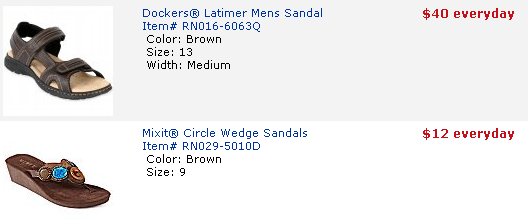 Dockers® Latimer Mens Sandal
$40 everyday
Item# RN016-6063Q
Color: Brown
Size: 13
Width: Medium
Mixit® Circle Wedge Sandals
$12 everyday
Item# RN029-5010D
Color: Brown
Size: 9